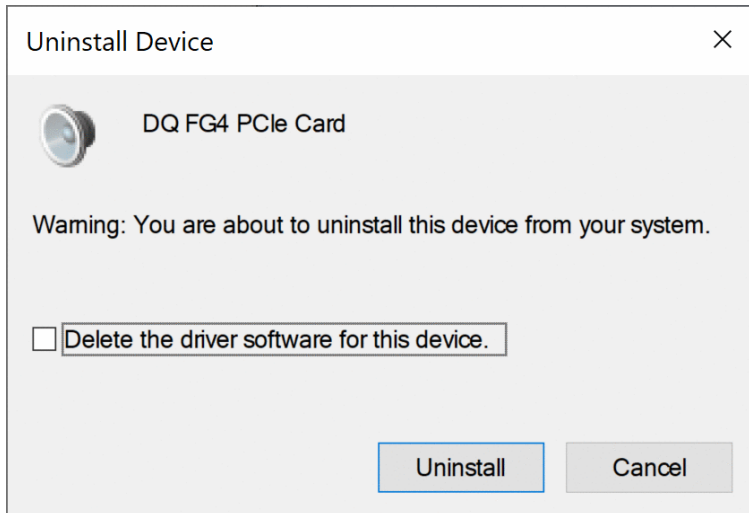 Uninstall Device
DQ FG4 PCIe Card
Warning: You are about to uninstall this device from your system.
Delete the driver software for this device.
Uninstall
Cancel